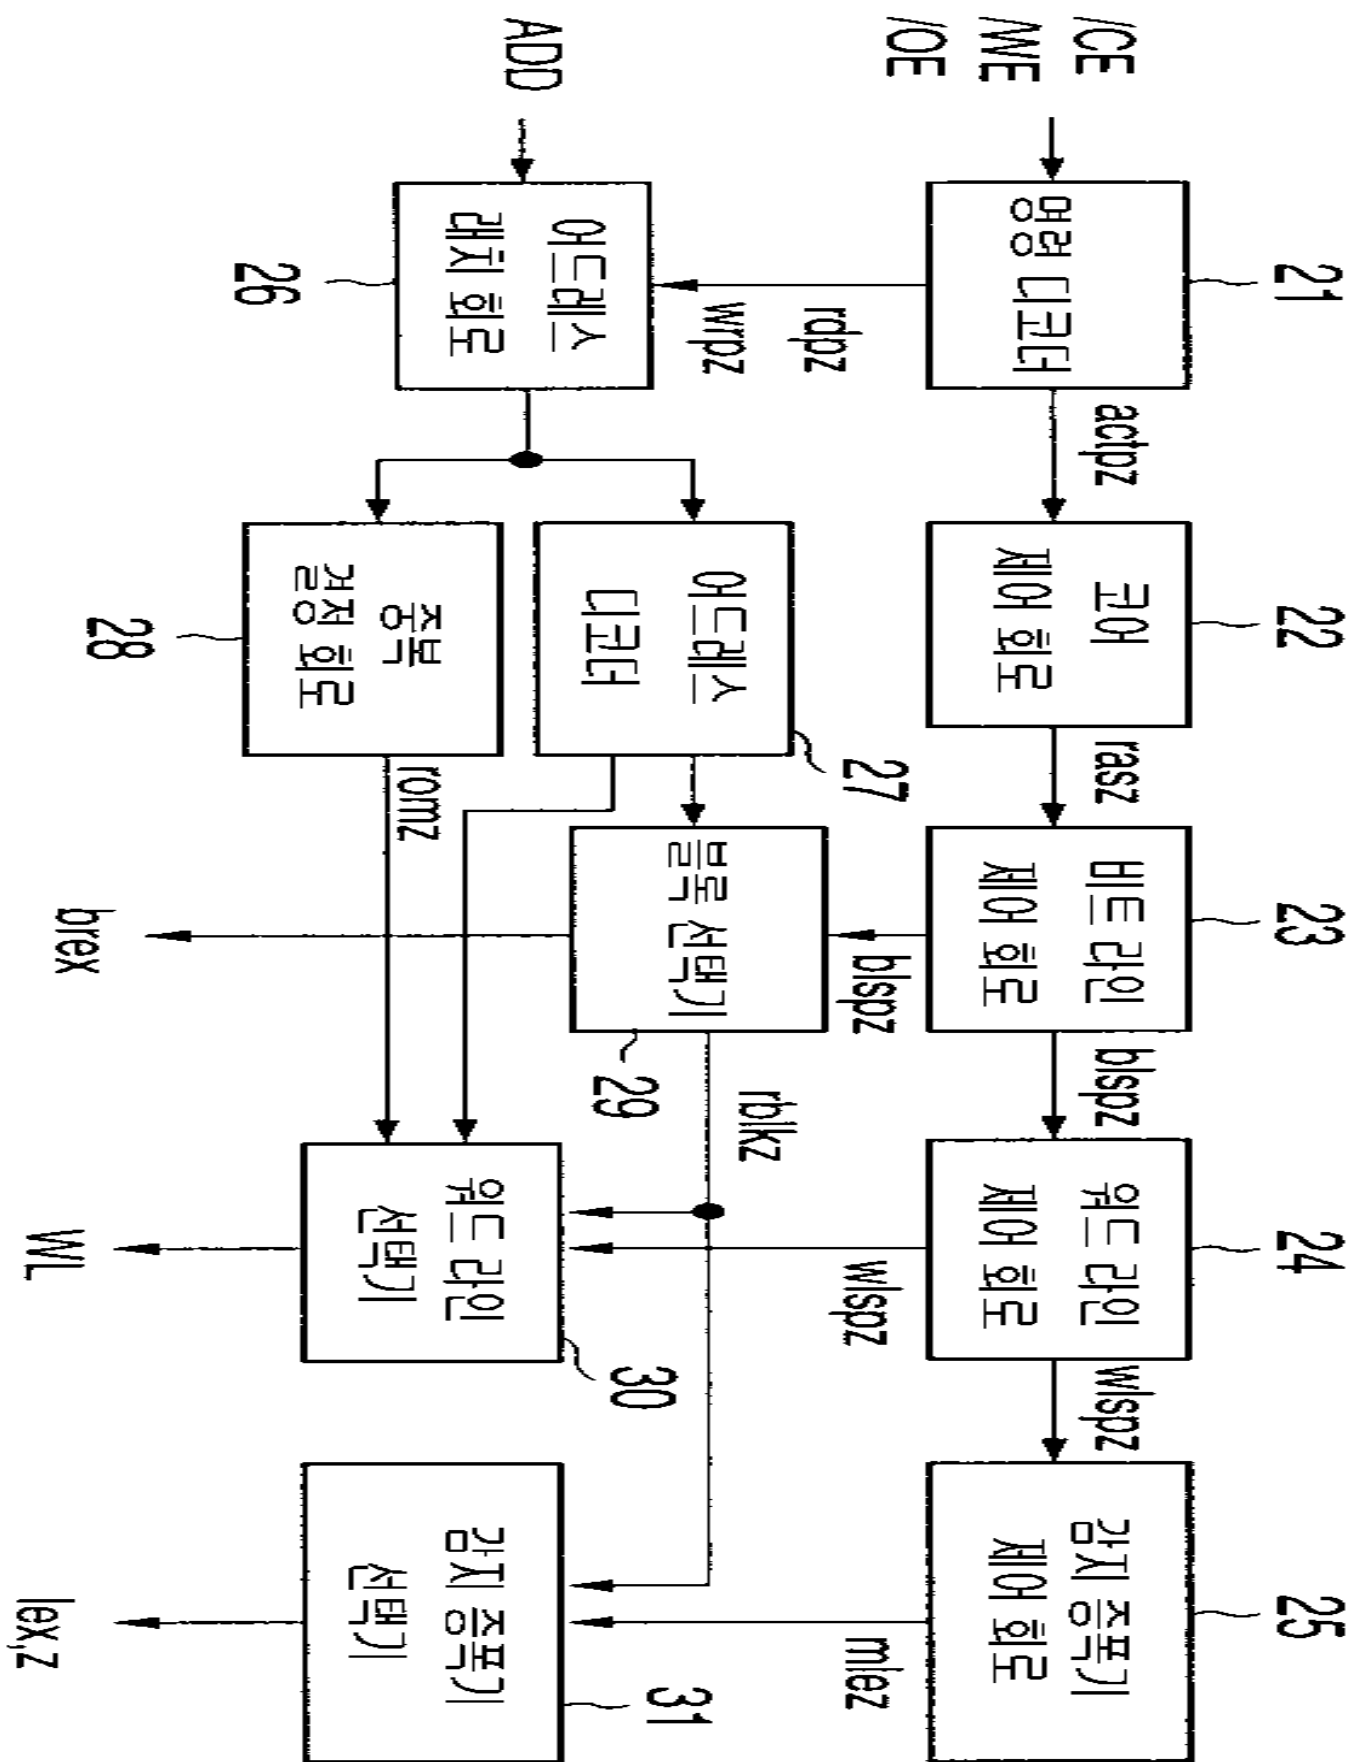 21
22
23
24
25
/CE
/WE
/OE
명령 디코더
actpz
코어
제어 회로
rasz
비트 라인
제어 회로
blspz
워드 라인
제어 회로
wlspz
감지 증폭기
제어 회로
rdpz
wrpz
blspz
wlspz
mlez
27
29
rblkz
30
31
ADD
어드레스
래치 회로
26
어드레스
디코더
블록 선택기
워드 라인
선택기
감지 증폭기
선택기
중복
결정 회로
28
romz
brex
WL
lex,z